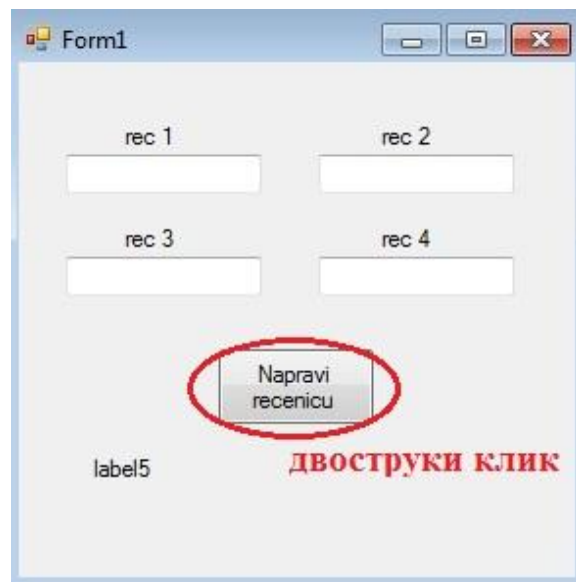 Form1
rec 1 rec 2
rec 3 rec 4
Napravi
recenicu
label5
двоструки клик